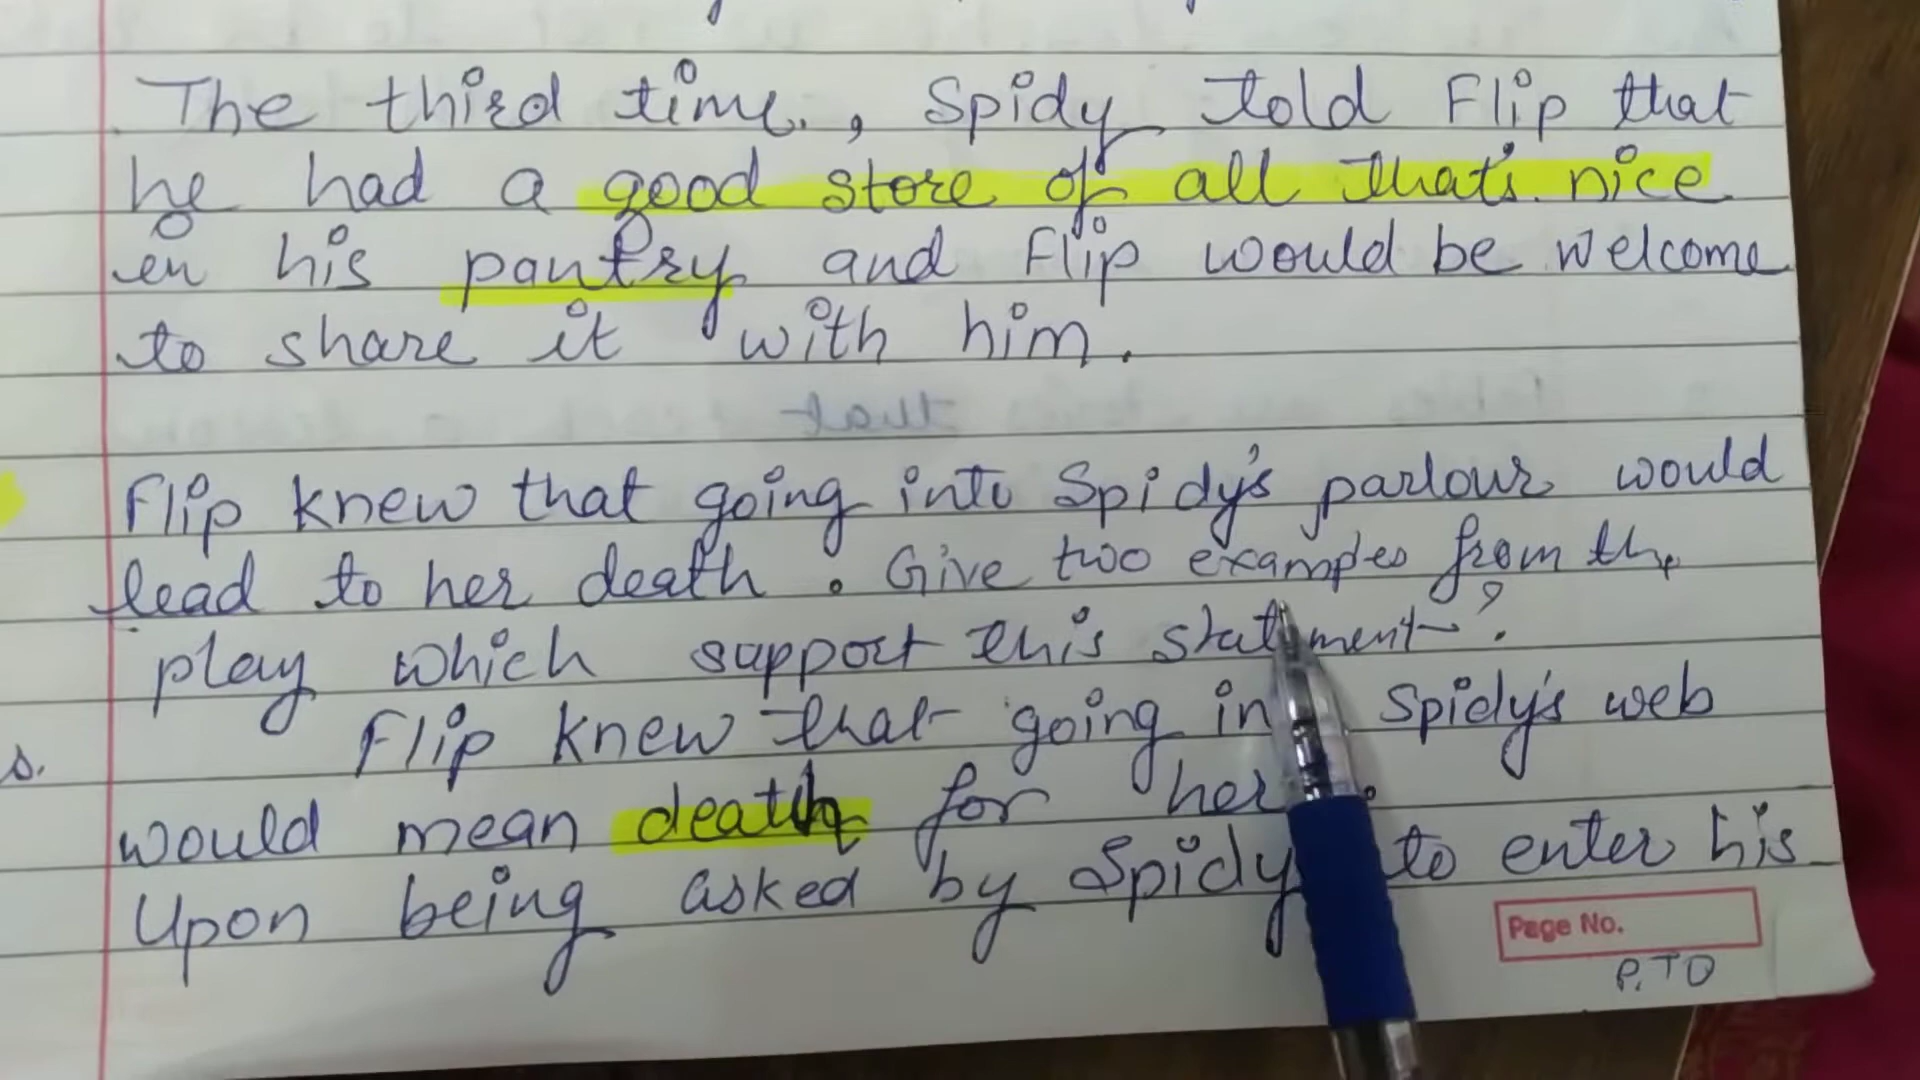 The third time., Spidy told Flip that
he had a good store of all that's nice
in his pantry and Flip would be welcome
to share it with him.
Flip knew that going into Spidy's parlour would
lead to her death. Give two examples from the
play which support this statement?
s. Flip knew that going in Spidy's web
would mean death for her.
Upon being asked by Spidy to enter his
Page No.
P.TO